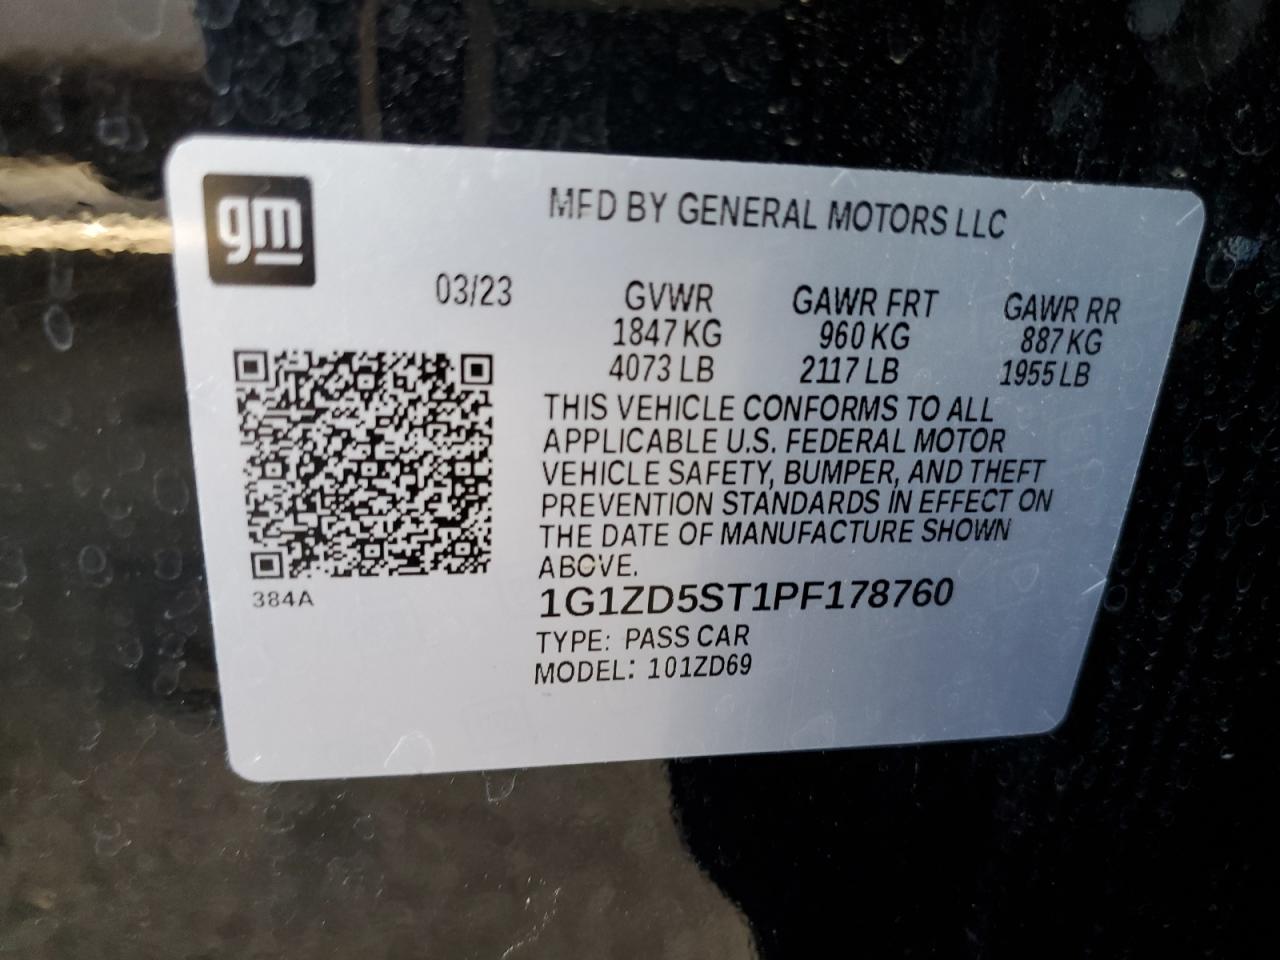 gm
MFD BY GENERAL MOTORS LLC
03/23
GVWR GAWR FRT GAWR RR
1847 KG 960 KG 887 KG
4073 LB 2117 LB 1955 LB
THIS VEHICLE CONFORMS TO ALL
APPLICABLE U.S. FEDERAL MOTOR
VEHICLE SAFETY, BUMPER, AND THEFT
PREVENTION STANDARDS IN EFFECT ON
THE DATE OF MANUFACTURE SHOWN
ABOVE.
384A
1G1ZD5ST1PF178760
TYPE: PASS CAR
MODEL: 101ZD69